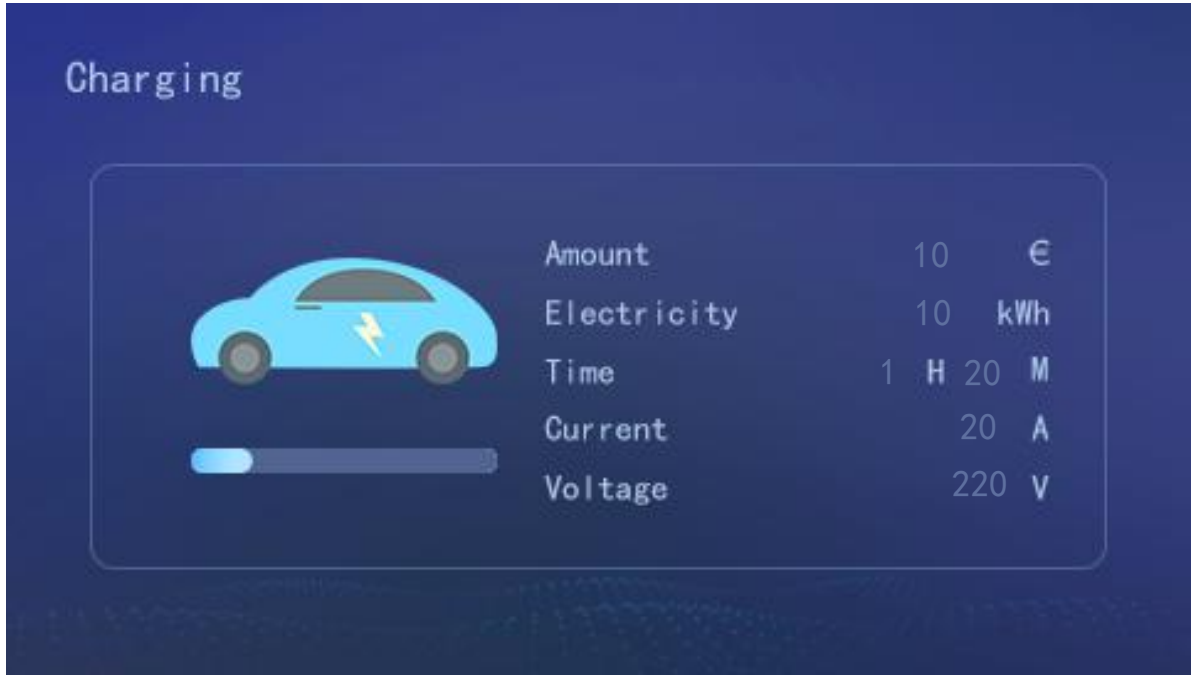 Charging
Amount 10 €
Electricity 10 kWh
Time 1 H 20 M
Current 20 A
Voltage 220 V